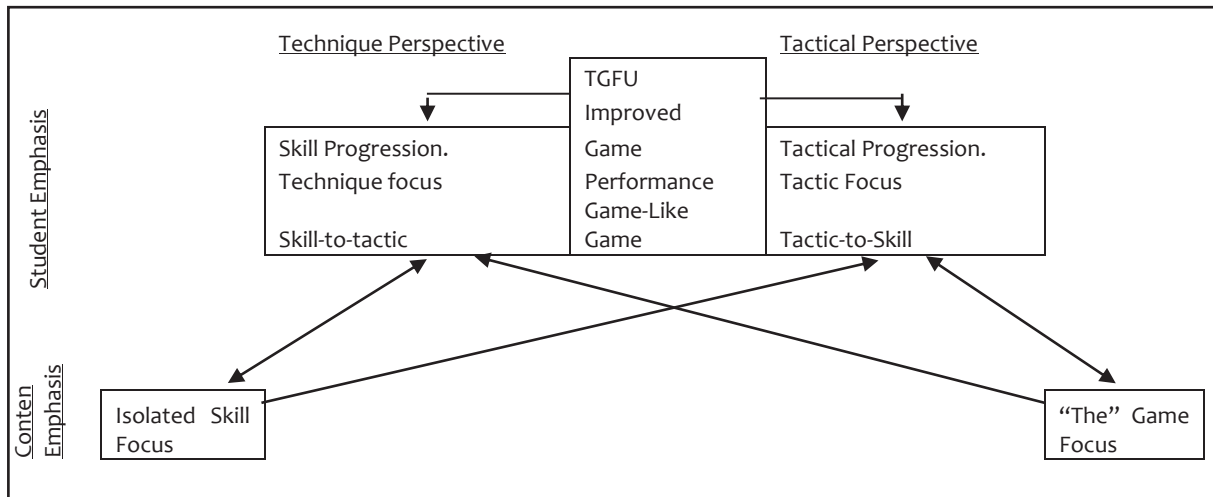 Technique Perspective
Tactical Perspective
Student Emphasis
Skill Progression.
Technique focus
Skill-to-tactic
TGFU
Improved
Game
Performance
Game-Like
Game
Tactical Progression.
Tactic Focus
Tactic-to-Skill
Conten
Emphasis
Isolated Skill
Focus
“The” Game
Focus